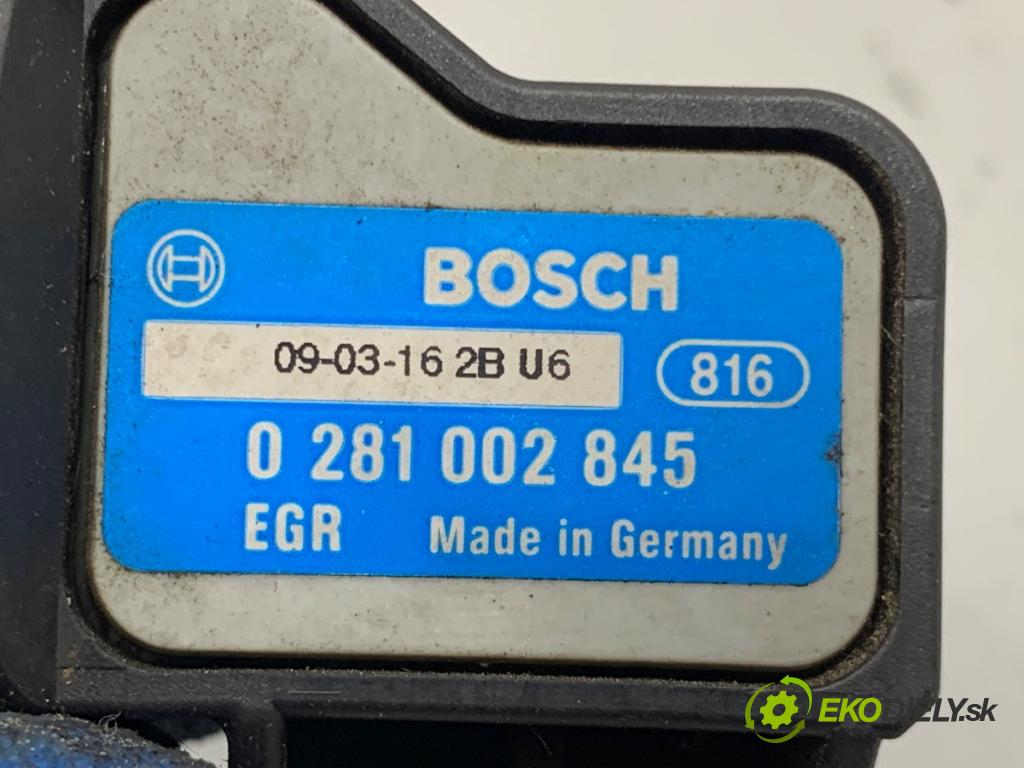 BOSCH
09-03-16 2B U6
816
0 281 002 845
EGR Made in Germany
EKODIELY.sk